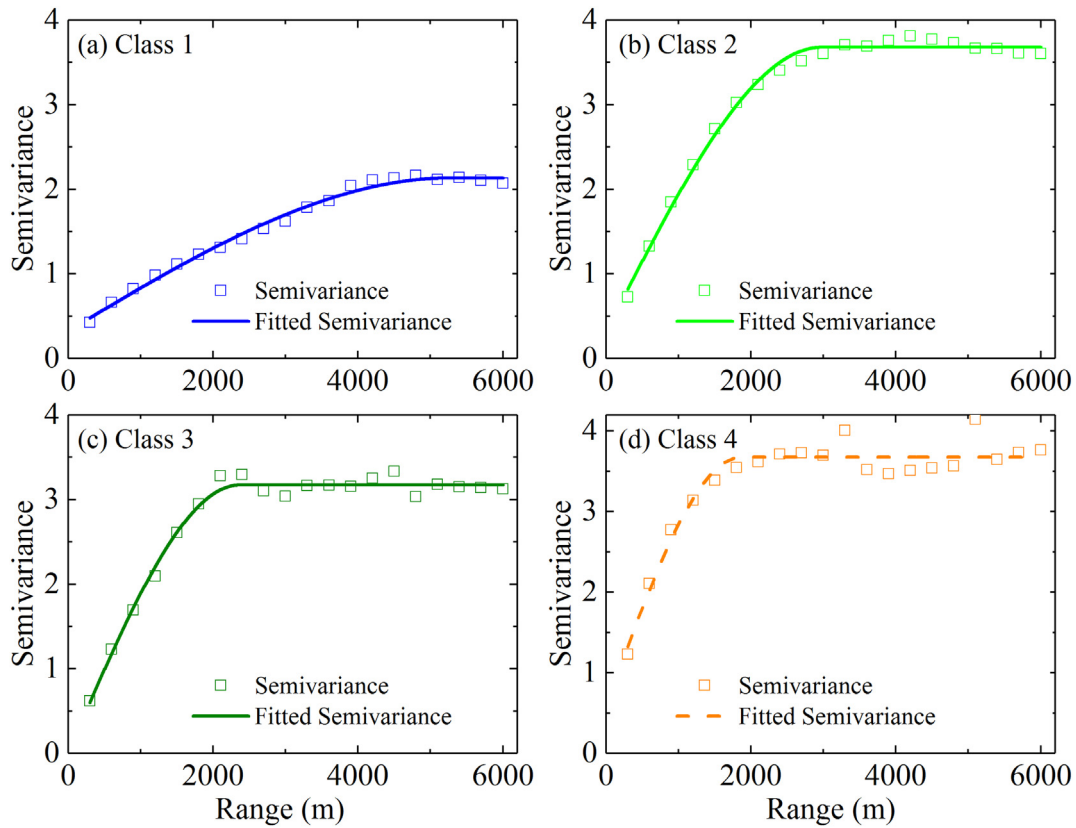 (a) Class 1
Semivariance
4
3
2
1
0
0 2000 4000 6000
Semivariance
Fitted Semivariance
(b) Class 2
Semivariance
4
3
2
1
0
0 2000 4000 6000
Semivariance
Fitted Semivariance
(c) Class 3
Semivariance
4
3
2
1
0
0 2000 4000 6000
Range (m)
Semivariance
Fitted Semivariance
(d) Class 4
Semivariance
4
3
2
1
0
0 2000 4000 6000
Range (m)
Semivariance
Fitted Semivariance